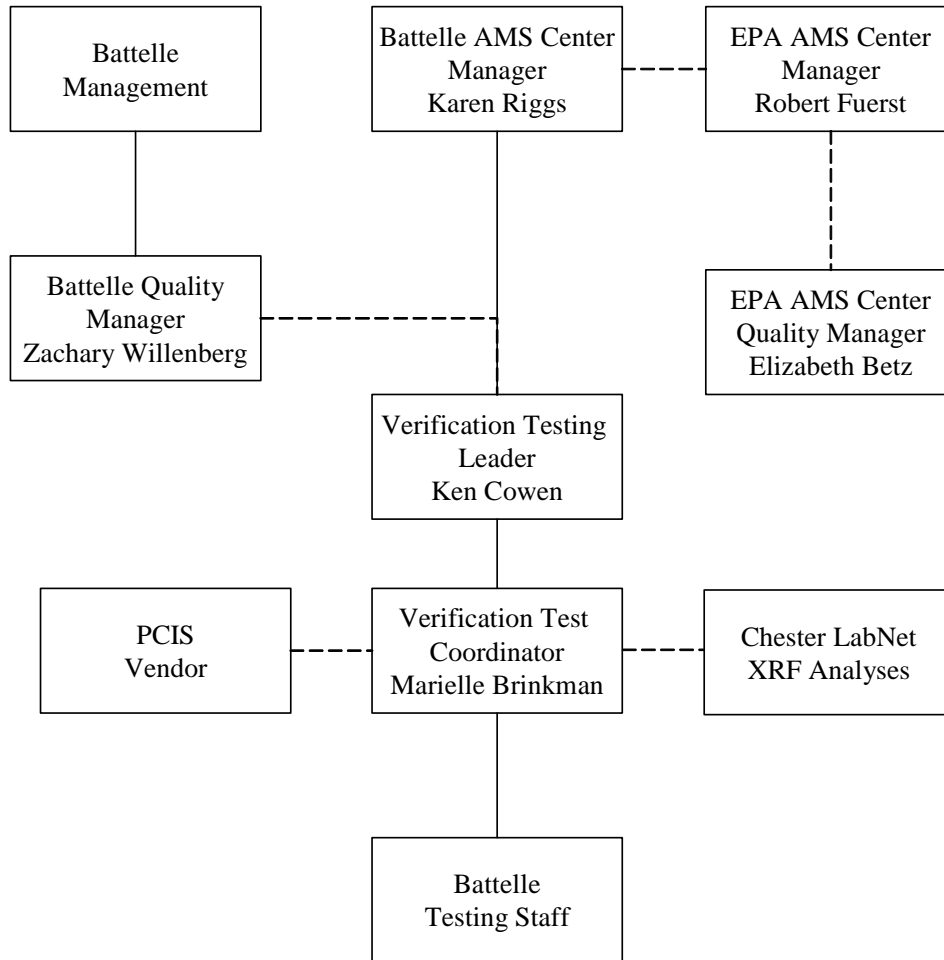 Battelle
Management
Battelle AMS Center
Manager
Karen Riggs
EPA AMS Center
Manager
Robert Fuerst
Battelle Quality
Manager
Zachary Willenberg
EPA AMS Center
Quality Manager
Elizabeth Betz
Verification Testing
Leader
Ken Cowen
PCIS
Vendor
Verification Test
Coordinator
Marielle Brinkman
Chester LabNet
XRF Analyses
Battelle
Testing Staff